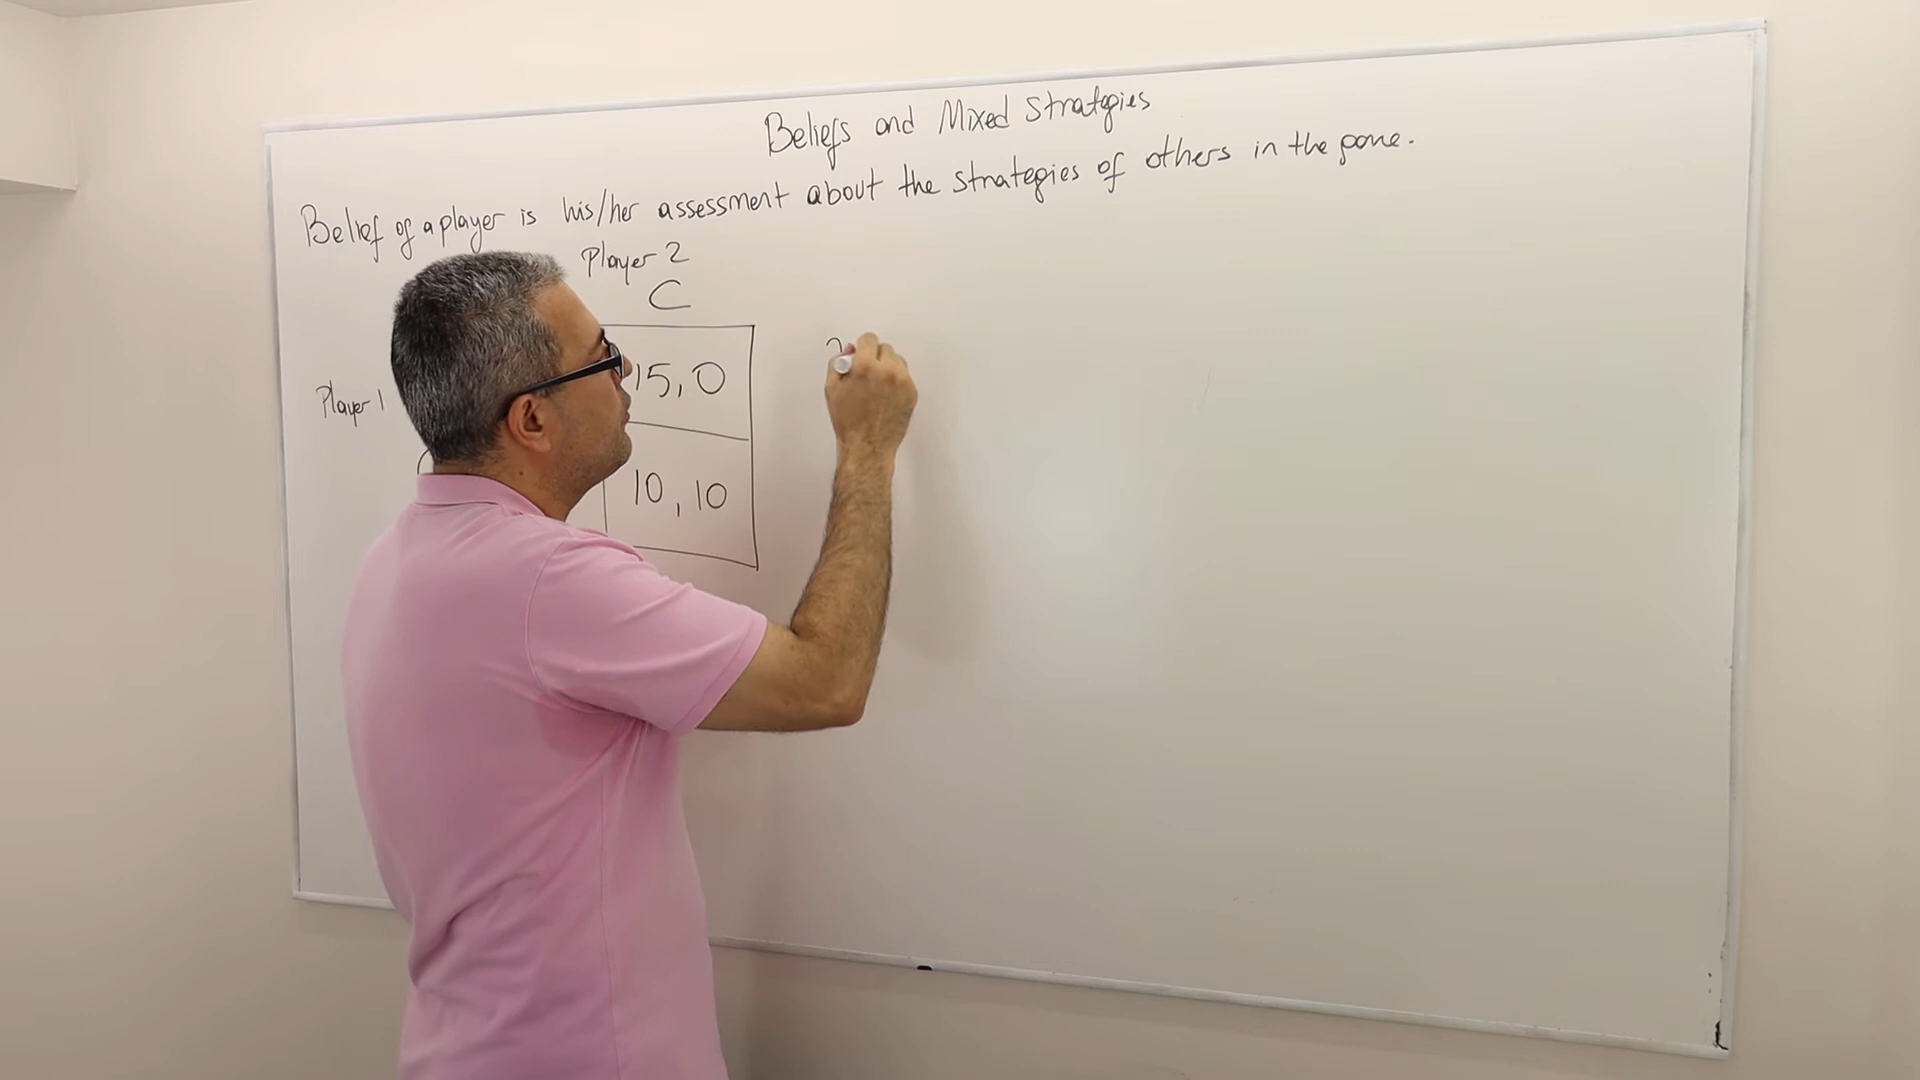 Beliefs and Mixed Strategies
Belief of a player is his/her assessment about the strategies of others in the game.
Player 2
C
15, 0
Player 1
10, 10